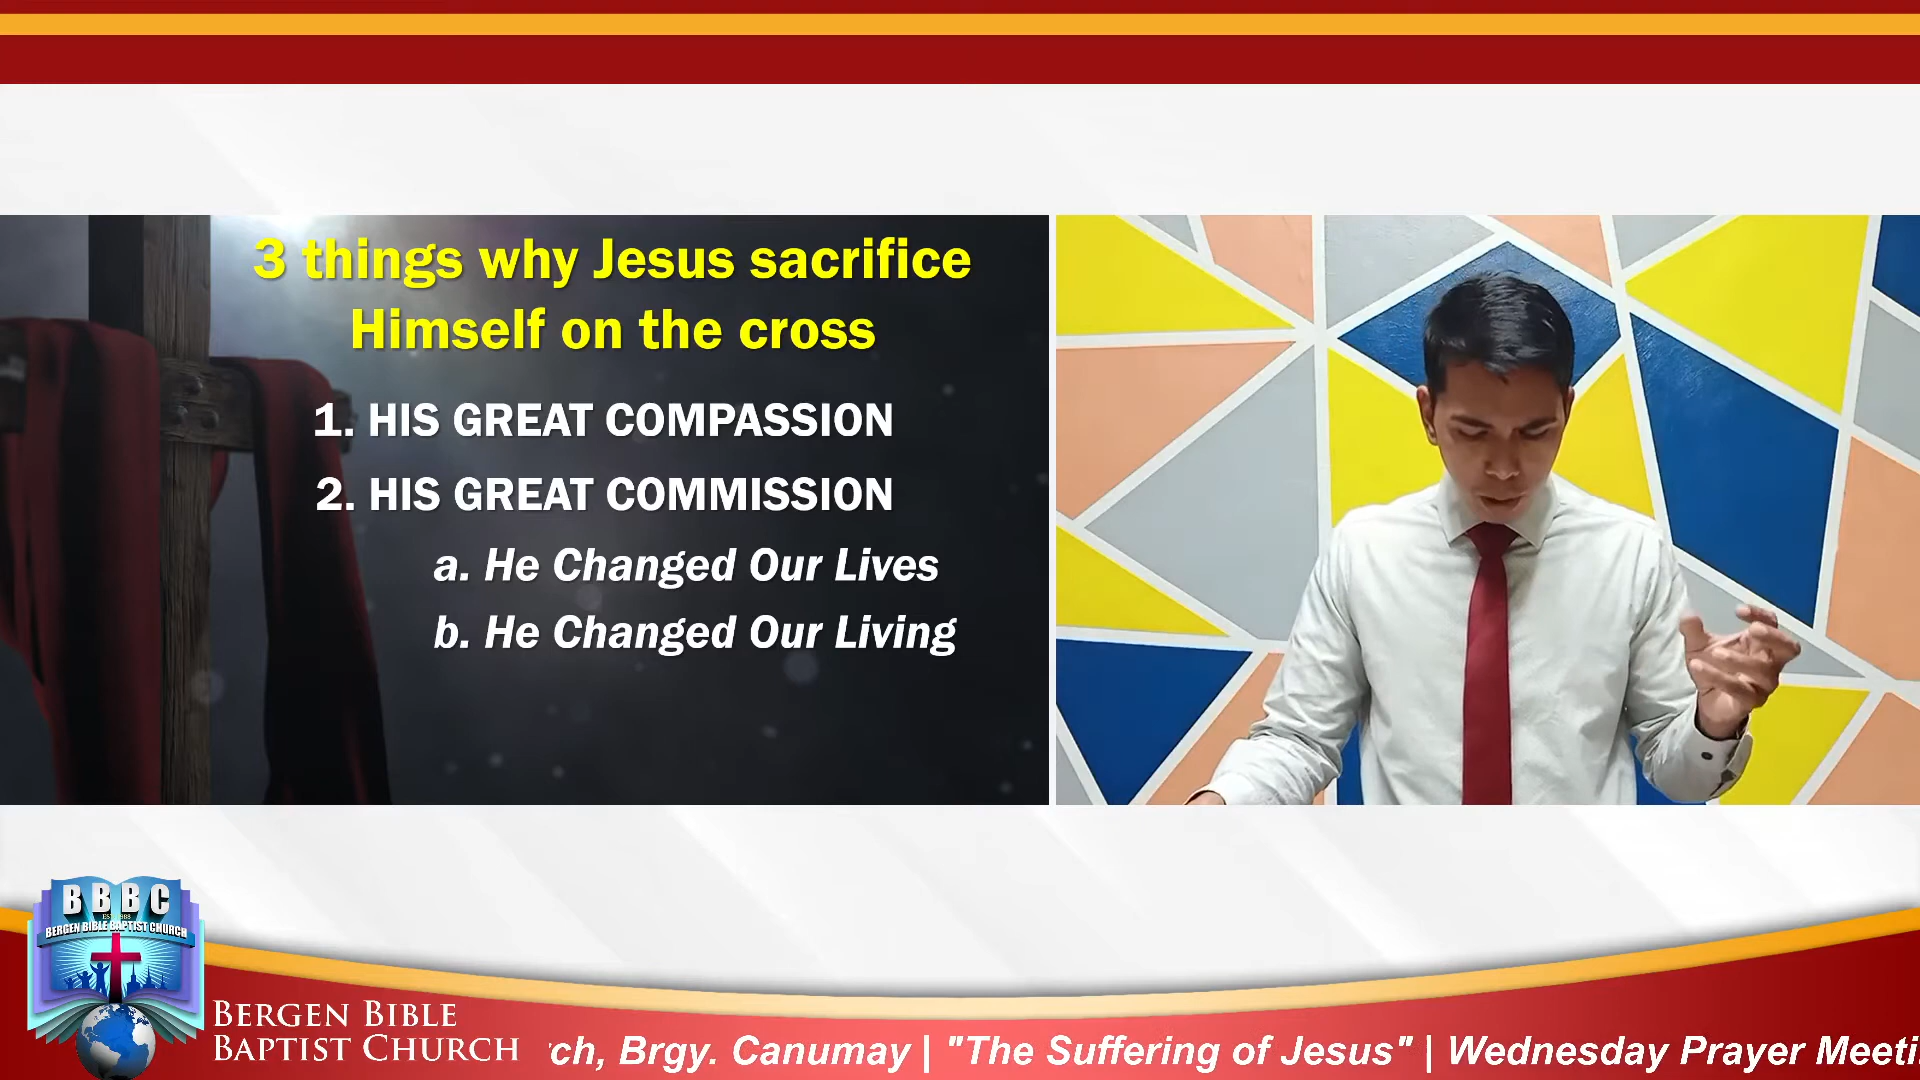 3 things why Jesus sacrifice
Himself on the cross
1. HIS GREAT COMPASSION
2. HIS GREAT COMMISSION
a. He Changed Our Lives
b. He Changed Our Living
B B B C
BERGEN BIBLE BAPTIST CHURCH
BERGEN BIBLE
BAPTIST CHURCH
ch, Brgy. Canumay | "The Suffering of Jesus" | Wednesday Prayer Meeti